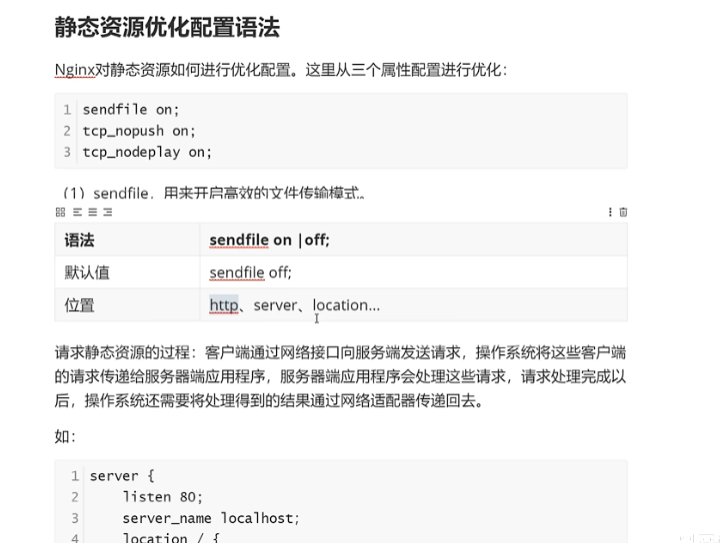 静态资源优化配置语法
Nginx对静态资源如何进行优化配置。这里从三个属性配置进行优化：
1 sendfile on;
2 tcp_nopush on;
3 tcp_nodeplay on;
（1）sendfile，用来开启高效的文件传输模式。
语法 sendfile on |off;
默认值 sendfile off;
位置 http、server、location...
请求静态资源的过程：客户端通过网络接口向服务端发送请求，操作系统将这些客户端
的请求传递给服务器端应用程序，服务器端应用程序会处理这些请求，请求处理完成以
后，操作系统还需要将处理得到的结果通过网络适配器传递回去。
如：
1 server {
2 listen 80;
3 server_name localhost;
4 location / {